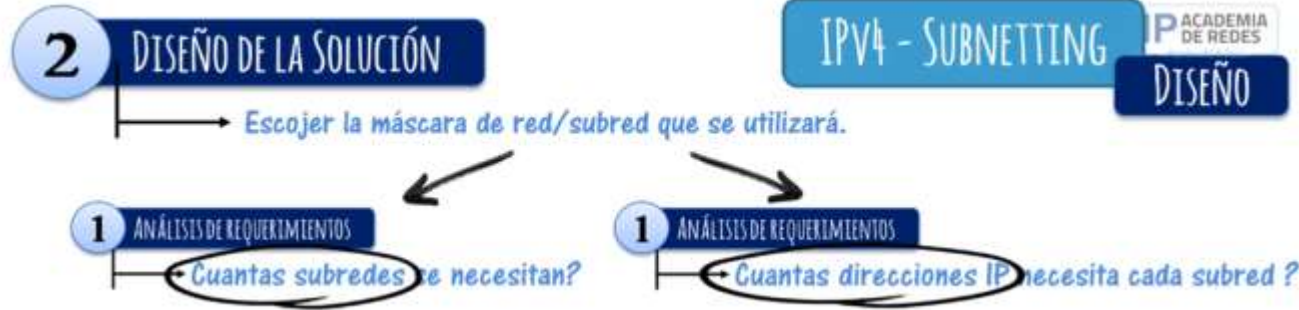 2 DISEÑO DE LA SOLUCIÓN
IPV4 - SUBNETTING
IP ACADEMIA
DE REDES
DISEÑO
Escojer la máscara de red/subred que se utilizará.
1 ANÁLISIS DE REQUERIMIENTOS
Cuantas subredes se necesitan?
1 ANÁLISIS DE REQUERIMIENTOS
Cuantas direcciones IP necesita cada subred ?